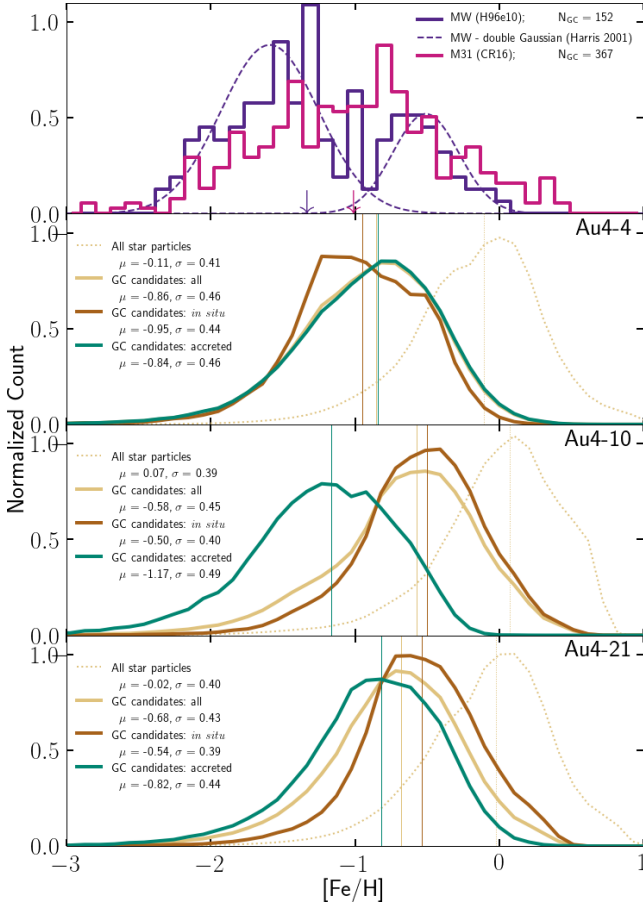 MW (H96e10); N_GC = 152
MW - double Gaussian (Harris 2001)
M31 (CR16); N_GC = 367
1.0
0.5
0.0
Au4-4
All star particles
μ = -0.11, σ = 0.41
GC candidates: all
μ = -0.86, σ = 0.46
GC candidates: in situ
μ = -0.95, σ = 0.44
GC candidates: accreted
μ = -0.84, σ = 0.46
1.0
0.5
0.0
Au4-10
All star particles
μ = 0.07, σ = 0.39
GC candidates: all
μ = -0.58, σ = 0.45
GC candidates: in situ
μ = -0.50, σ = 0.40
GC candidates: accreted
μ = -1.17, σ = 0.49
1.0
0.5
0.0
Au4-21
All star particles
μ = -0.02, σ = 0.40
GC candidates: all
μ = -0.68, σ = 0.43
GC candidates: in situ
μ = -0.54, σ = 0.39
GC candidates: accreted
μ = -0.82, σ = 0.44
1.0
0.5
0.0
Normalized Count
−3 −2 −1 0 1
[Fe/H]